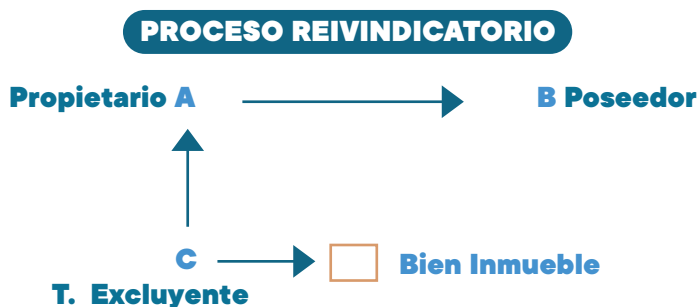 PROCESO REIVINDICATORIO
Propietario A B Poseedor
C Bien Inmueble
T. Excluyente